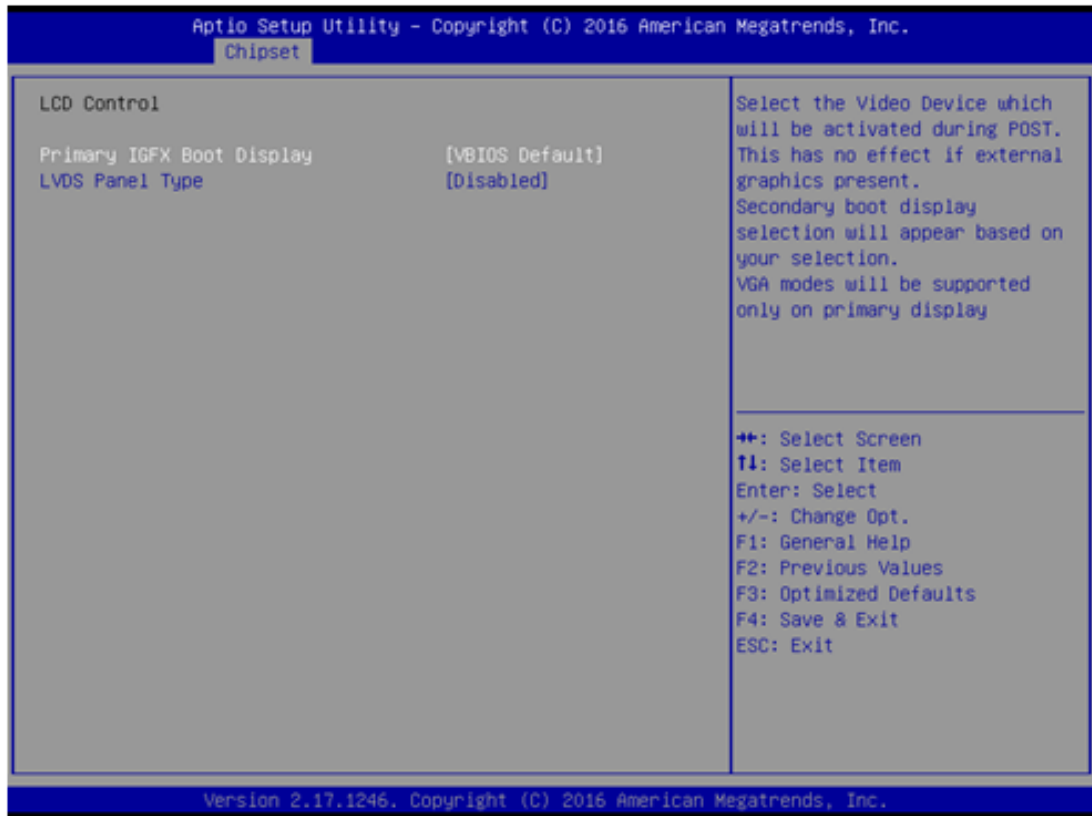 Aptio Setup Utility – Copyright (C) 2016 American Megatrends, Inc.
Chipset
LCD Control
Primary IGFX Boot Display [VBIOS Default]
LVDS Panel Type [Disabled]
Select the Video Device which
will be activated during POST.
This has no effect if external
graphics present.
Secondary boot display
selection will appear based on
your selection.
VGA modes will be supported
only on primary display
→←: Select Screen
↑↓: Select Item
Enter: Select
+/-: Change Opt.
F1: General Help
F2: Previous Values
F3: Optimized Defaults
F4: Save & Exit
ESC: Exit
Version 2.17.1246. Copyright (C) 2016 American Megatrends, Inc.